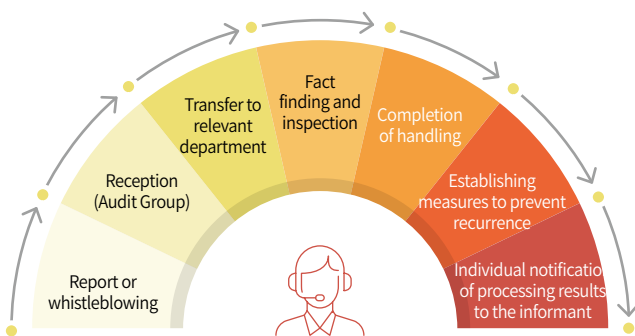 Report or
whistleblowing
Reception
(Audit Group)
Transfer to
relevant
department
Fact
finding and
inspection
Completion
of handling
Establishing
measures to prevent
recurrence
Individual notificatio
of processing results
to the informant